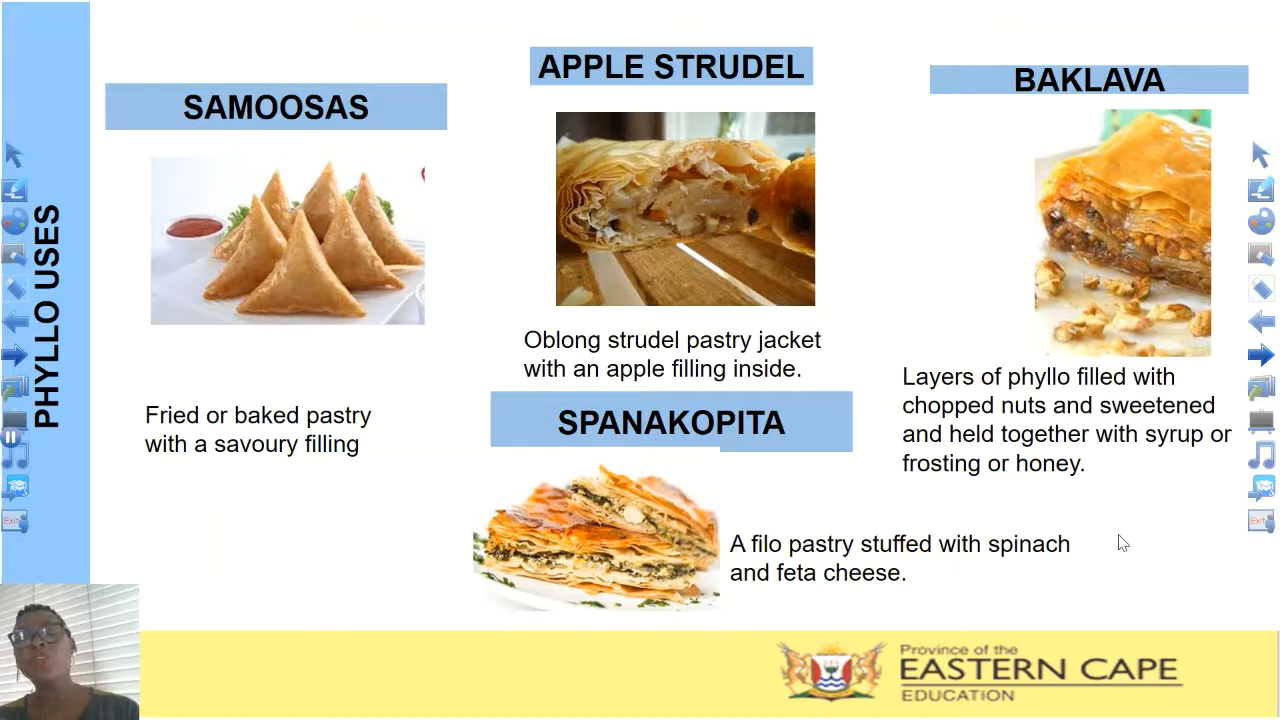 PHYLLO USES
SAMOOSAS
Fried or baked pastry
with a savoury filling
APPLE STRUDEL
Oblong strudel pastry jacket
with an apple filling inside.
SPANAKOPITA
A filo pastry stuffed with spinach
and feta cheese.
BAKLAVA
Layers of phyllo filled with
chopped nuts and sweetened
and held together with syrup or
frosting or honey.
Exit
Exit
Province of the
EASTERN CAPE
EDUCATION